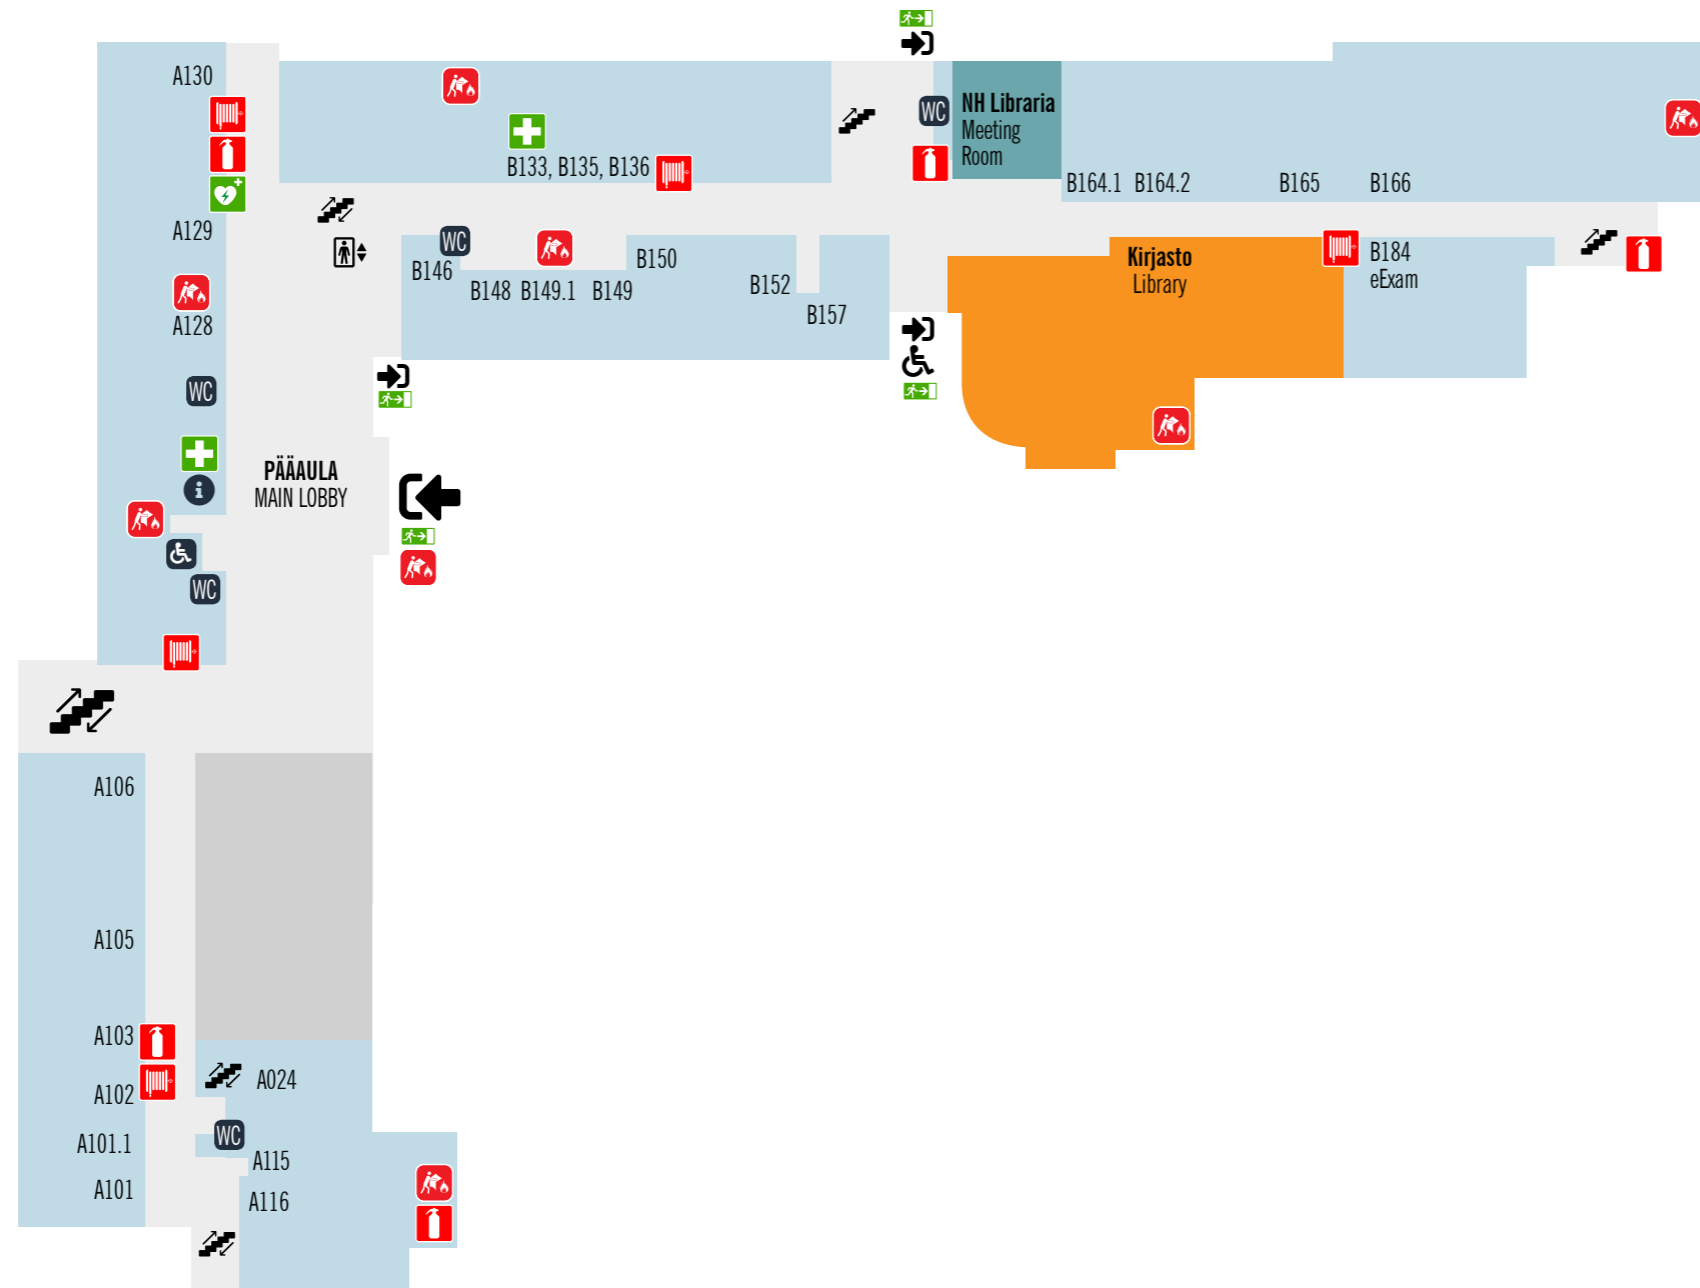 A130
NH Libraria
Meeting
Room
WC
B133, B135, B136
B164.1
B164.2
B165
B166
A129
WC
B146
B148
B149.1
B149
B150
B152
B157
Kirjasto
Library
B184
eExam
A128
WC
i
PÄÄAULA
MAIN LOBBY
WC
A106
A105
A103
A024
A102
WC
A101.1
A115
A101
A116